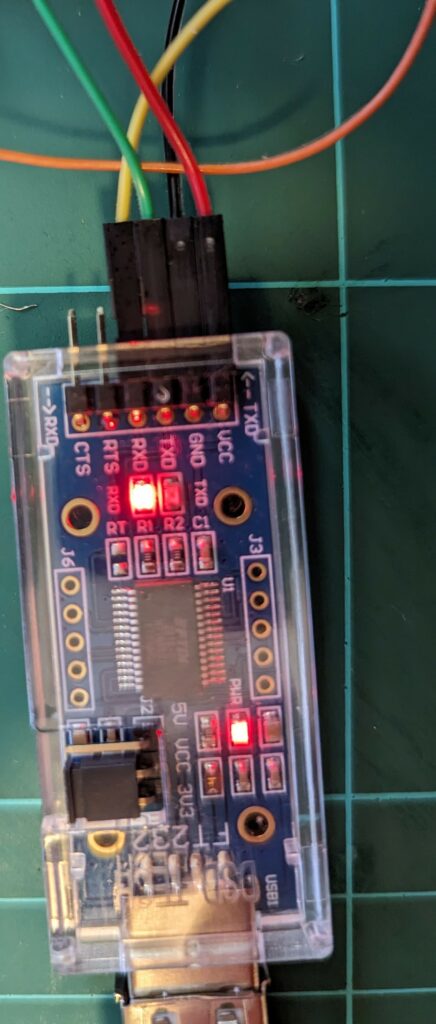 -->RXD
<--TXD
CTS
RTS
RXD
TXD
GND
VCC
RXD
TXD
R1
R2
C1
J6
J3
U1
PWR
J2
5V VCC 3V3
USB1